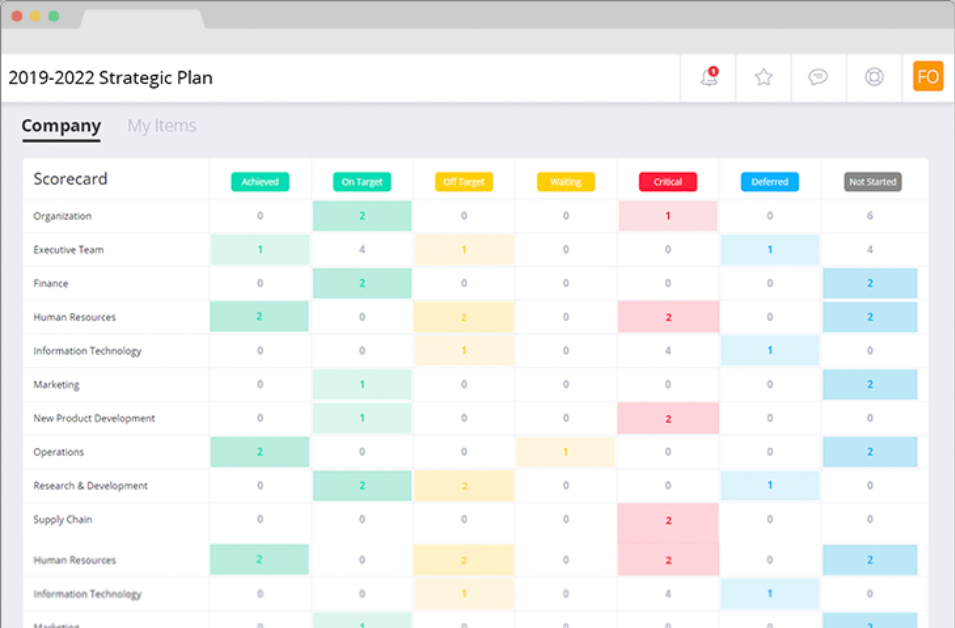 2019-2022 Strategic Plan 1 FO
Company My Items
Scorecard Achieved On Target Off Target Waiting Critical Deferred Not Started
Organization 0 2 0 0 1 0 6
Executive Team 1 4 1 0 0 1 4
Finance 0 2 0 0 0 0 2
Human Resources 2 0 2 0 2 0 2
Information Technology 0 0 1 0 4 1 0
Marketing 0 1 0 0 0 0 2
New Product Development 0 1 0 0 2 0 0
Operations 2 0 0 1 0 0 2
Research & Development 0 2 2 0 0 1 0
Supply Chain 0 0 0 0 2 0 0
Human Resources 2 0 2 0 2 0 2
Information Technology 0 0 1 0 4 1 0
Marketing 0 1 0 0 0 0 2